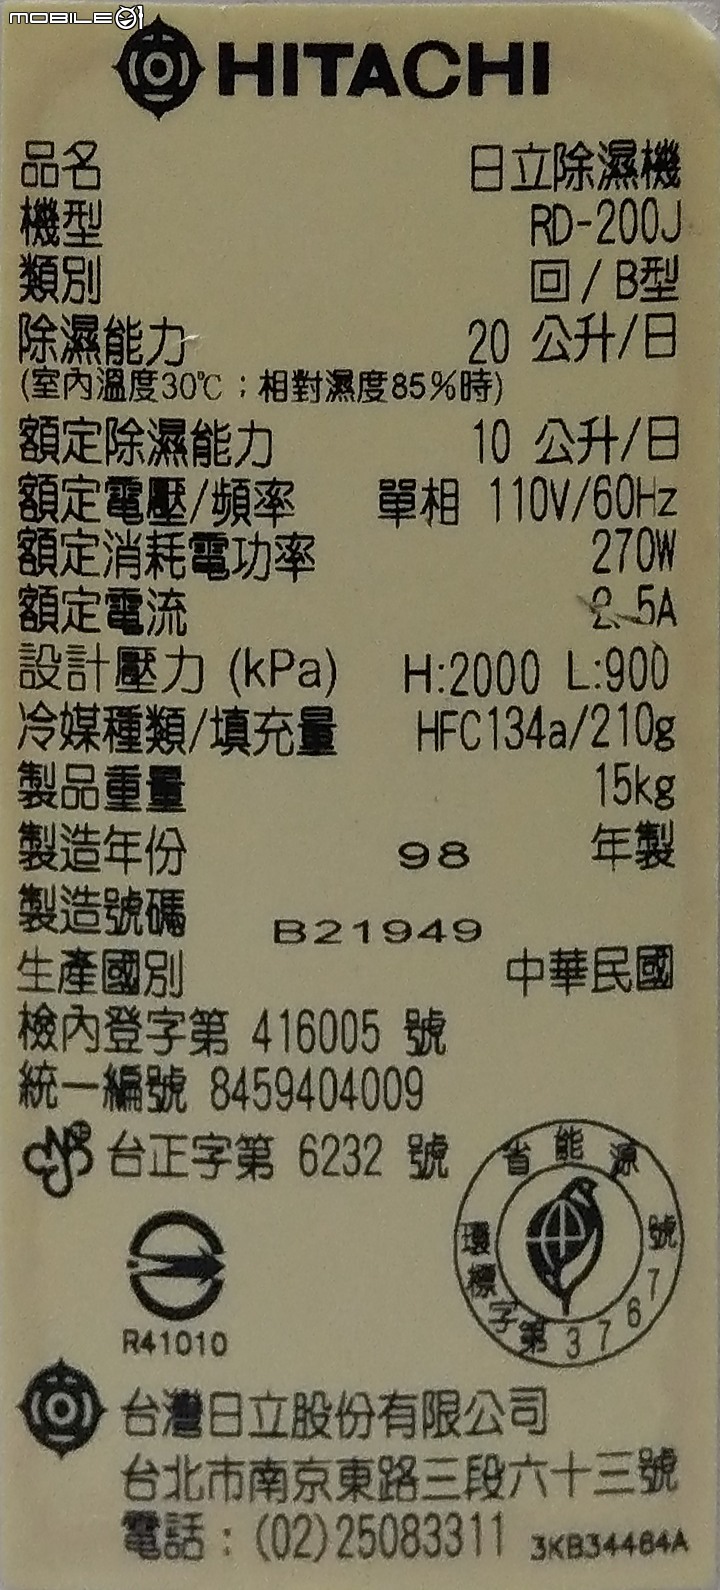 MOBILE01
HITACHI
品名 日立除濕機
機型 RD-200J
類別 回/B型
除濕能力 20 公升/日
(室內溫度30℃；相對濕度85%時)
額定除濕能力 10 公升/日
額定電壓/頻率 單相 110V/60Hz
額定消耗電功率 270W
額定電流 2.5A
設計壓力 (kPa) H:2000 L:900
冷媒種類/填充量 HFC134a/210g
製品重量 15kg
製造年份 98 年製
製造號碼 B21949
生產國別 中華民國
檢內登字第 416005 號
統一編號 8459404009
台正字第 6232 號
省能源
環標字第3767號
R41010
台灣日立股份有限公司
台北市南京東路三段六十三號
電話：(02)25083311 3KB34484A